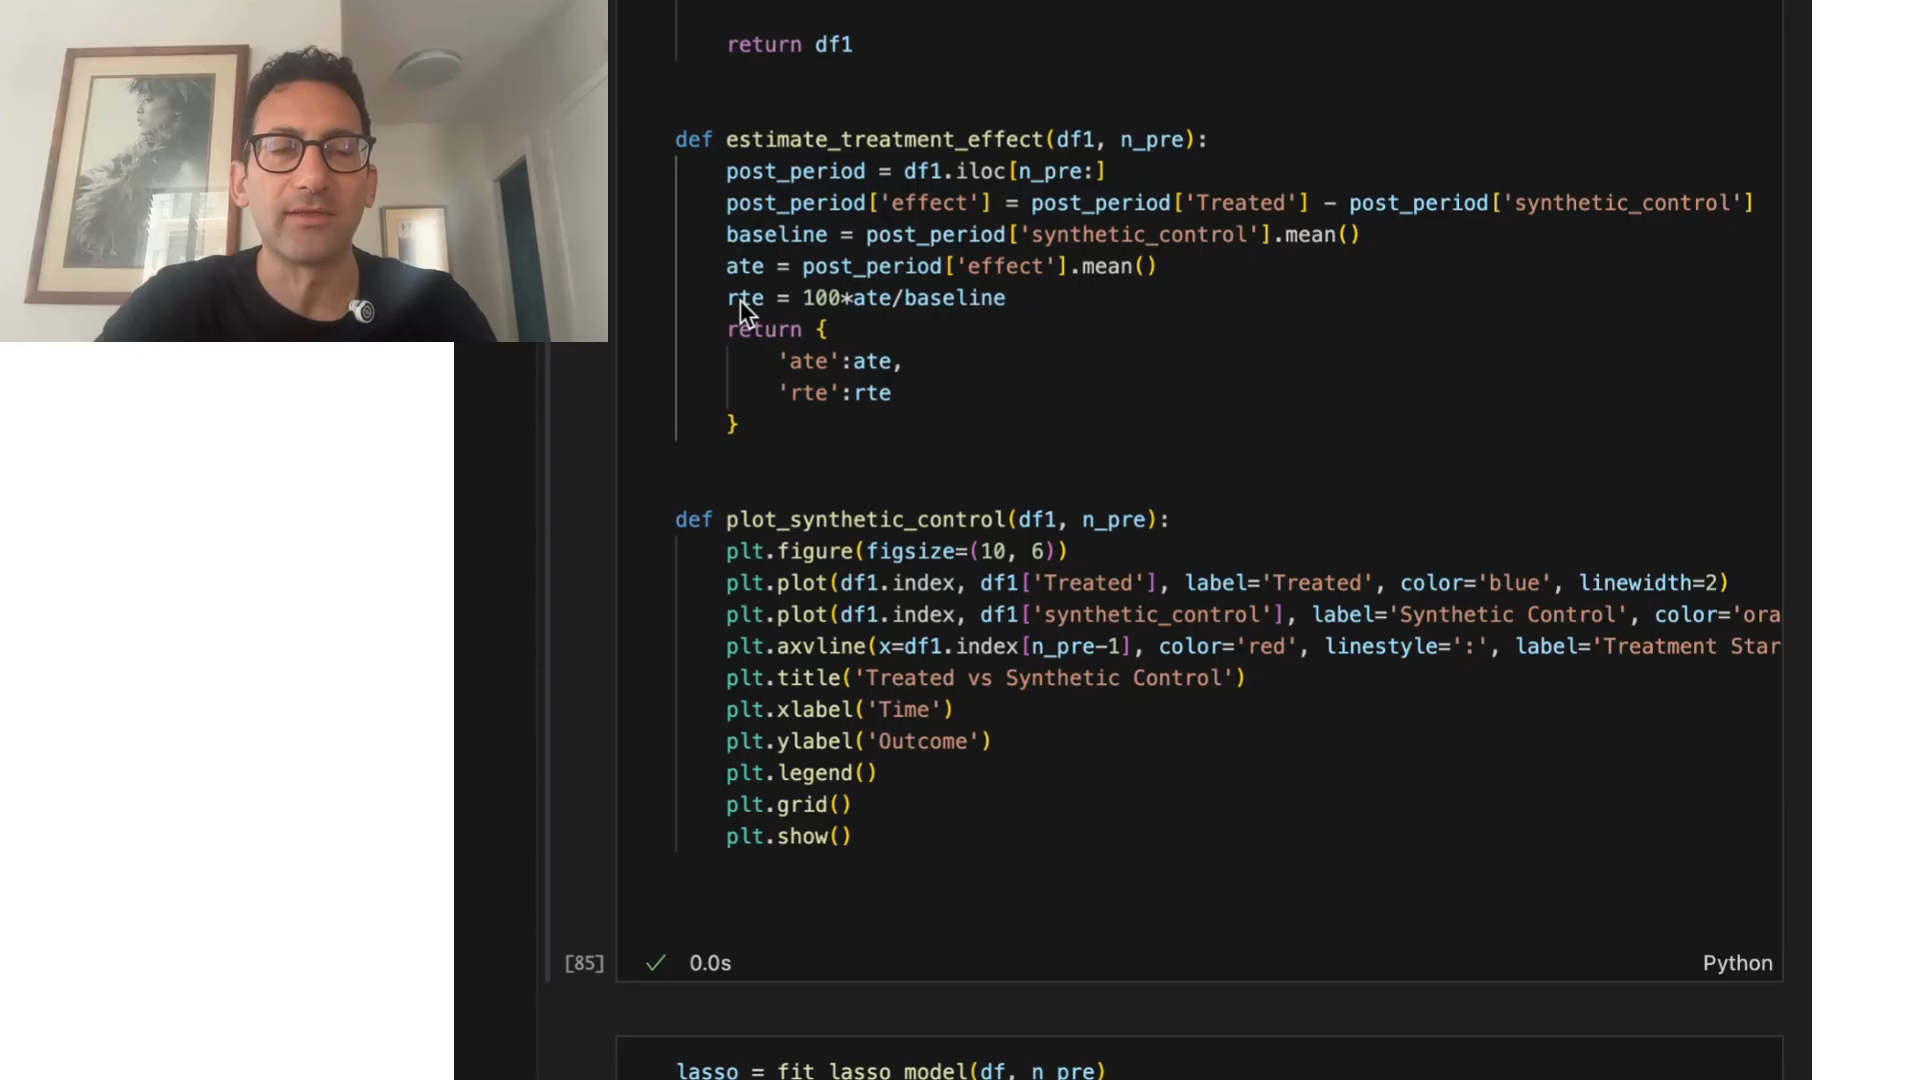 return df1
def estimate_treatment_effect(df1, n_pre):
post_period = df1.iloc[n_pre:]
post_period['effect'] = post_period['Treated'] - post_period['synthetic_control']
baseline = post_period['synthetic_control'].mean()
ate = post_period['effect'].mean()
rte = 100*ate/baseline
return {
'ate':ate,
'rte':rte
}
def plot_synthetic_control(df1, n_pre):
plt.figure(figsize=(10, 6))
plt.plot(df1.index, df1['Treated'], label='Treated', color='blue', linewidth=2)
plt.plot(df1.index, df1['synthetic_control'], label='Synthetic Control', color='ora
plt.axvline(x=df1.index[n_pre-1], color='red', linestyle=':', label='Treatment Star
plt.title('Treated vs Synthetic Control')
plt.xlabel('Time')
plt.ylabel('Outcome')
plt.legend()
plt.grid()
plt.show()
[85] ✓ 0.0s Python
lasso = fit_lasso_model(df, n_pre)